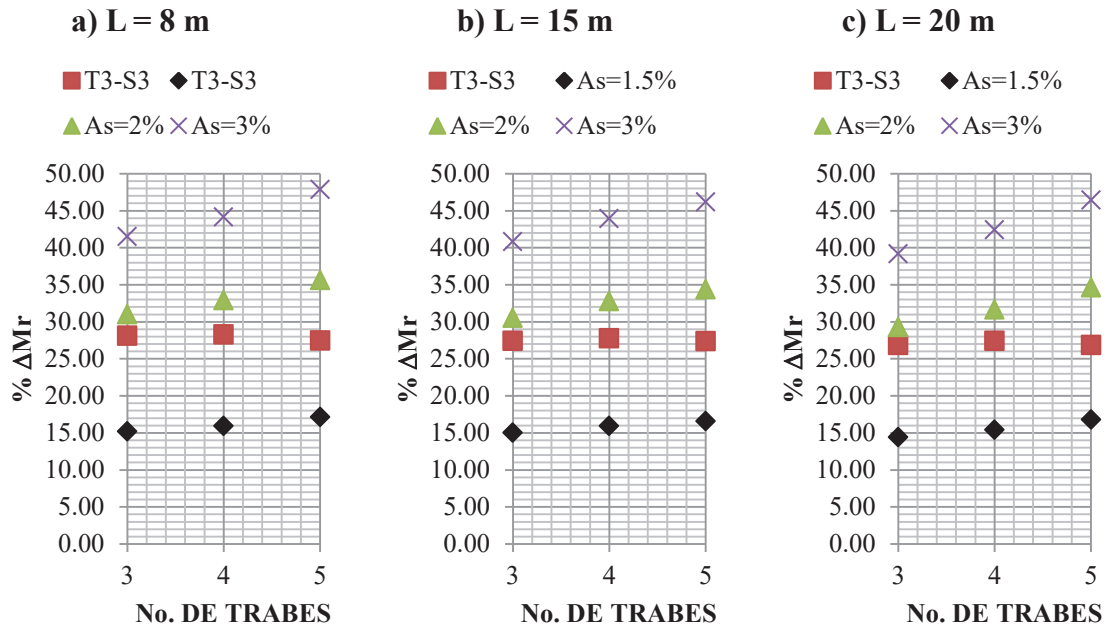 a) L = 8 m
T3-S3 T3-S3
As=2% As=3%
50.00
45.00
40.00
35.00
30.00
25.00
20.00
15.00
10.00
5.00
0.00
% ΔMr
3 4 5
No. DE TRABES
b) L = 15 m
T3-S3 As=1.5%
As=2% As=3%
50.00
45.00
40.00
35.00
30.00
25.00
20.00
15.00
10.00
5.00
0.00
% ΔMr
3 4 5
No. DE TRABES
c) L = 20 m
T3-S3 As=1.5%
As=2% As=3%
50.00
45.00
40.00
35.00
30.00
25.00
20.00
15.00
10.00
5.00
0.00
% ΔMr
3 4 5
No. DE TRABES